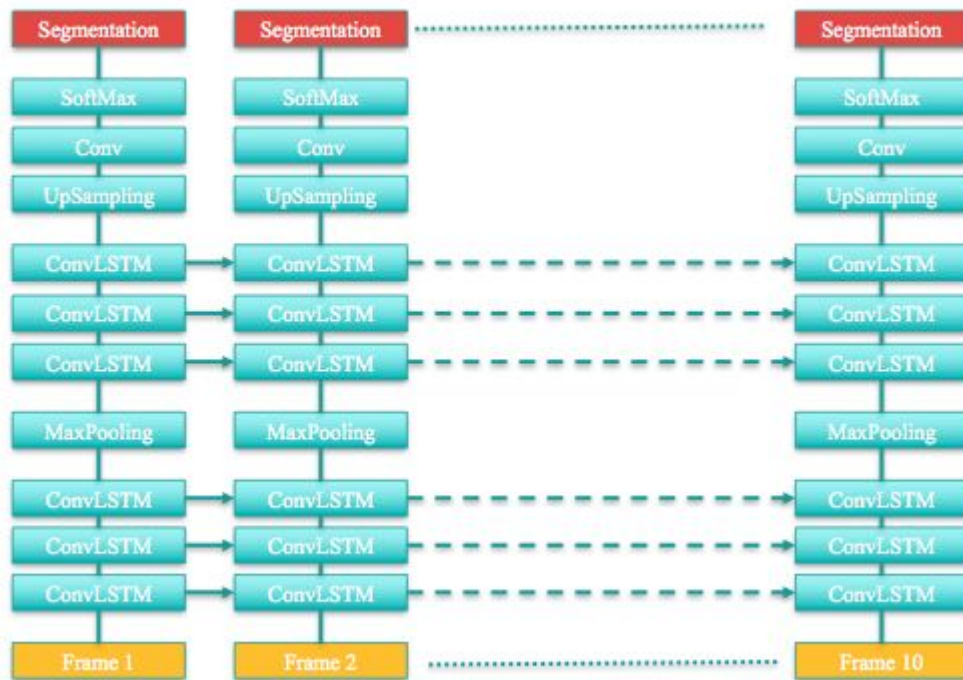 Segmentation Segmentation Segmentation
SoftMax SoftMax SoftMax
Conv Conv Conv
UpSampling UpSampling UpSampling
ConvLSTM ConvLSTM ConvLSTM
ConvLSTM ConvLSTM ConvLSTM
ConvLSTM ConvLSTM ConvLSTM
MaxPooling MaxPooling MaxPooling
ConvLSTM ConvLSTM ConvLSTM
ConvLSTM ConvLSTM ConvLSTM
ConvLSTM ConvLSTM ConvLSTM
Frame 1 Frame 2 Frame 10